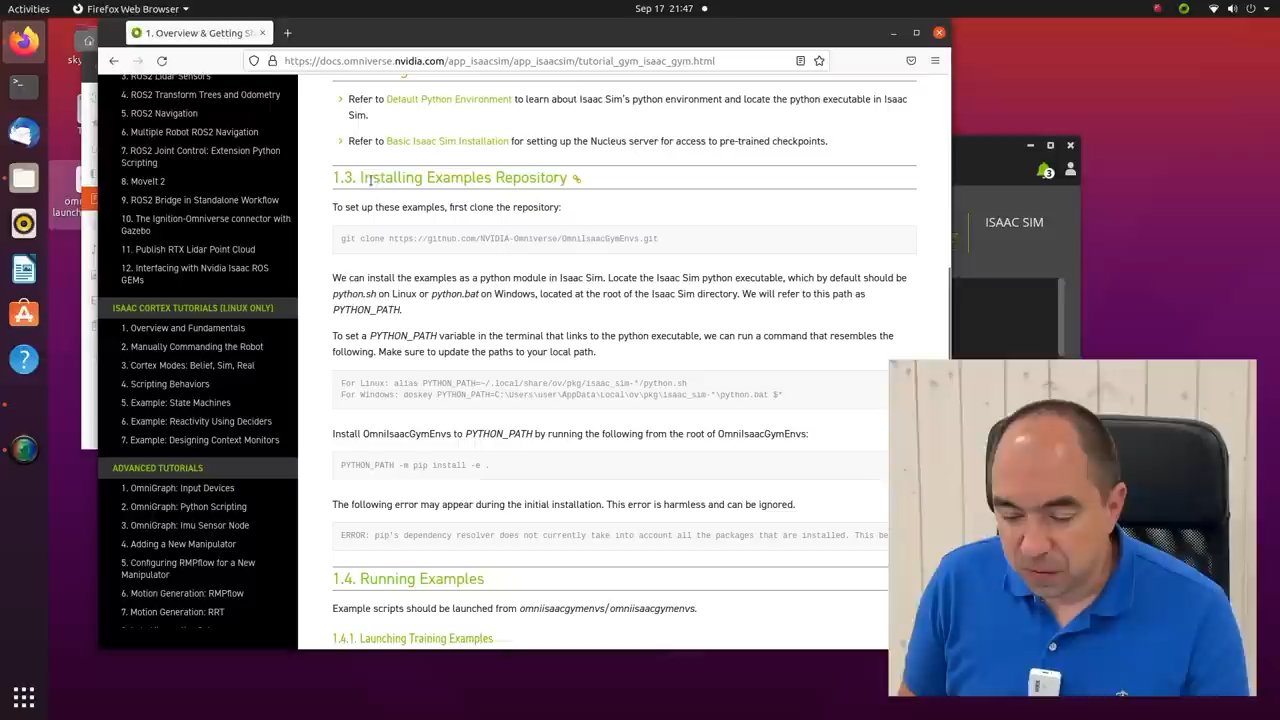 Activities
Firefox Web Browser
Sep 17 21:47
1. Overview & Getting St
https://docs.omniverse.nvidia.com/app_isaacsim/app_isaacsim/tutorial_gym_isaac_gym.html
3. ROS2 Lidar Sensors
4. ROS2 Transform Trees and Odometry
5. ROS2 Navigation
6. Multiple Robot ROS2 Navigation
7. ROS2 Joint Control: Extension Python
Scripting
8. MoveIt 2
9. ROS2 Bridge in Standalone Workflow
10. The Ignition-Omniverse connector with
Gazebo
11. Publish RTX Lidar Point Cloud
12. Interfacing with Nvidia Isaac ROS
GEMs
ISAAC CORTEX TUTORIALS [LINUX ONLY]
1. Overview and Fundamentals
2. Manually Commanding the Robot
3. Cortex Modes: Belief, Sim, Real
4. Scripting Behaviors
5. Example: State Machines
6. Example: Reactivity Using Deciders
7. Example: Designing Context Monitors
ADVANCED TUTORIALS
1. OmniGraph: Input Devices
2. OmniGraph: Python Scripting
3. OmniGraph: Imu Sensor Node
4. Adding a New Manipulator
5. Configuring RMPflow for a New
Manipulator
6. Motion Generation: RMPflow
7. Motion Generation: RRT
Refer to Default Python Environment to learn about Isaac Sim's python environment and locate the python executable in Isaac
Sim.
Refer to Basic Isaac Sim Installation for setting up the Nucleus server for access to pre-trained checkpoints.
1.3. Installing Examples Repository
To set up these examples, first clone the repository:
git clone https://github.com/NVIDIA-Omniverse/OmniIsaacGymEnvs.git
We can install the examples as a python module in Isaac Sim. Locate the Isaac Sim python executable, which by default should be
python.sh on Linux or python.bat on Windows, located at the root of the Isaac Sim directory. We will refer to this path as
PYTHON_PATH.
To set a PYTHON_PATH variable in the terminal that links to the python executable, we can run a command that resembles the
following. Make sure to update the paths to your local path.
For Linux: alias PYTHON_PATH=~/.local/share/ov/pkg/isaac_sim-*/python.sh
For Windows: doskey PYTHON_PATH=C:\Users\user\AppData\Local\ov\pkg\isaac_sim-*\python.bat $*
Install OmniIsaacGymEnvs to PYTHON_PATH by running the following from the root of OmniIsaacGymEnvs:
PYTHON_PATH -m pip install -e .
The following error may appear during the initial installation. This error is harmless and can be ignored.
ERROR: pip's dependency resolver does not currently take into account all the packages that are installed. This be
1.4. Running Examples
Example scripts should be launched from omniisaacgymenvs/omniisaacgymenvs.
1.4.1. Launching Training Examples
3
ISAAC SIM
sky
om
launch